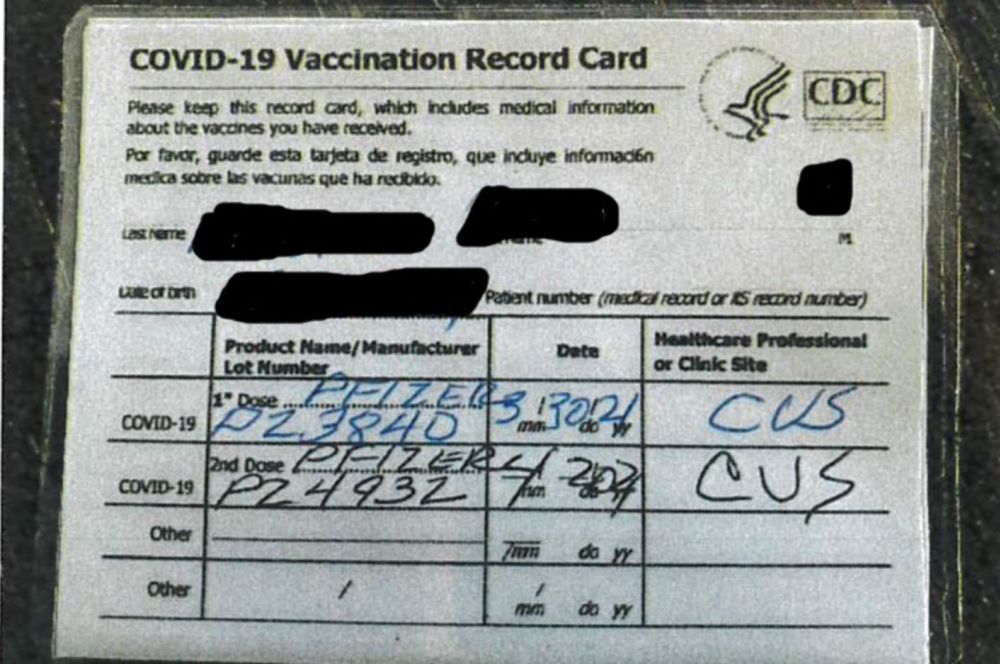 COVID-19 Vaccination Record Card
CDC
Please keep this record card, which includes medical information
about the vaccines you have received.
Por favor, guarde esta tarjeta de registro, que incluye información
medica sobre las vacunas que ha recibido.
Last Name Name M
Date of birth Patient number (medical record or IIS record number)
Product Name/Manufacturer Date Healthcare Professional
Lot Number or Clinic Site
COVID-19 1st Dose PFIZER 3/30/21 CVS
PZ3840 mm dd yy
COVID-19 2nd Dose PFIZER 4/ CVS
PZ4932 mm dd yy
Other / mm dd yy
Other / / mm dd yy